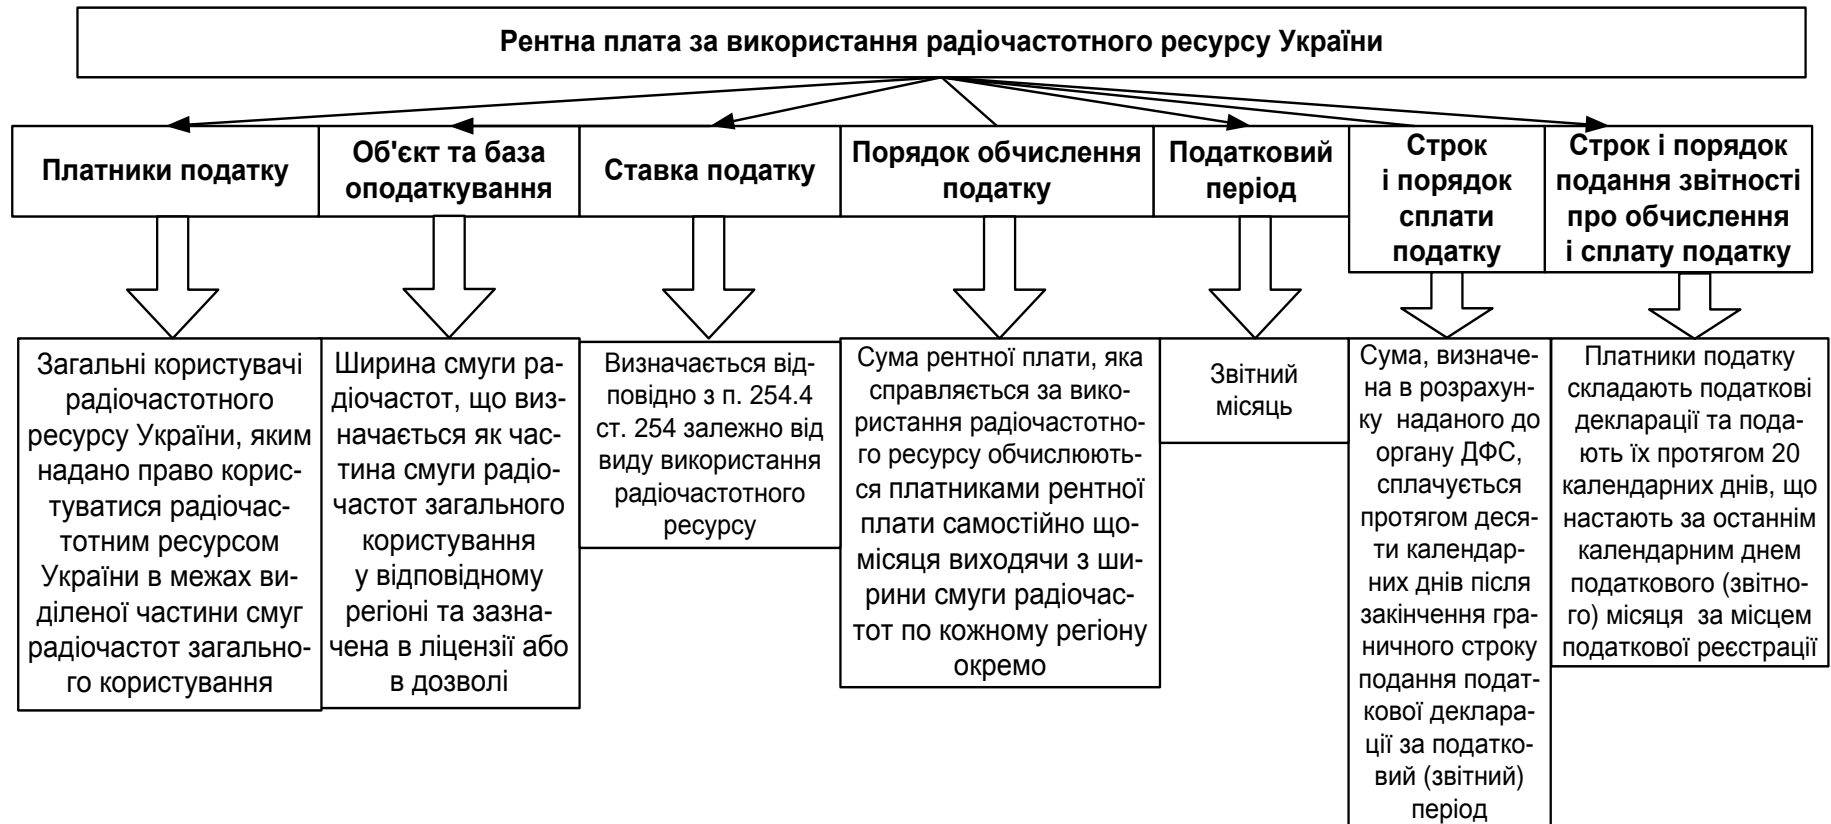 Рентна плата за використання радіочастотного ресурсу України
Платники податку
Об'єкт та база
оподаткування
Ставка податку
Порядок обчислення
податку
Податковий
період
Строк
і порядок
сплати
податку
Строк і порядок
подання звітності
про обчислення
і сплату податку
Загальні користувачі
радіочастотного
ресурсу України, яким
надано право корис-
туватися радіочас-
тотним ресурсом
України в межах ви-
діленої частини смуг
радіочастот загально-
го користування
Ширина смуги ра-
діочастот, що виз-
начається як час-
тина смуги радіо-
частот загального
користування
у відповідному
регіоні та зазна-
чена в ліцензії або
в дозволі
Визначається від-
повідно з п. 254.4
ст. 254 залежно від
виду використання
радіочастотного
ресурсу
Сума рентної плати, яка
справляється за вико-
ристання радіочастотно-
го ресурсу обчислюють-
ся платниками рентної
плати самостійно що-
місяця виходячи з ши-
рини смуги радіочас-
тот по кожному регіону
окремо
Звітний
місяць
Сума, визначе-
на в розрахун-
ку наданого до
органу ДФС,
сплачується
протягом деся-
ти календар-
них днів після
закінчення гра-
ничного строку
подання подат-
кової деклара-
ції за податко-
вий (звітний)
період
Платники податку
складають податкові
декларації та пода-
ють їх протягом 20
календарних днів, що
настають за останнім
календарним днем
податкового (звітно-
го) місяця за місцем
податкової реєстрації